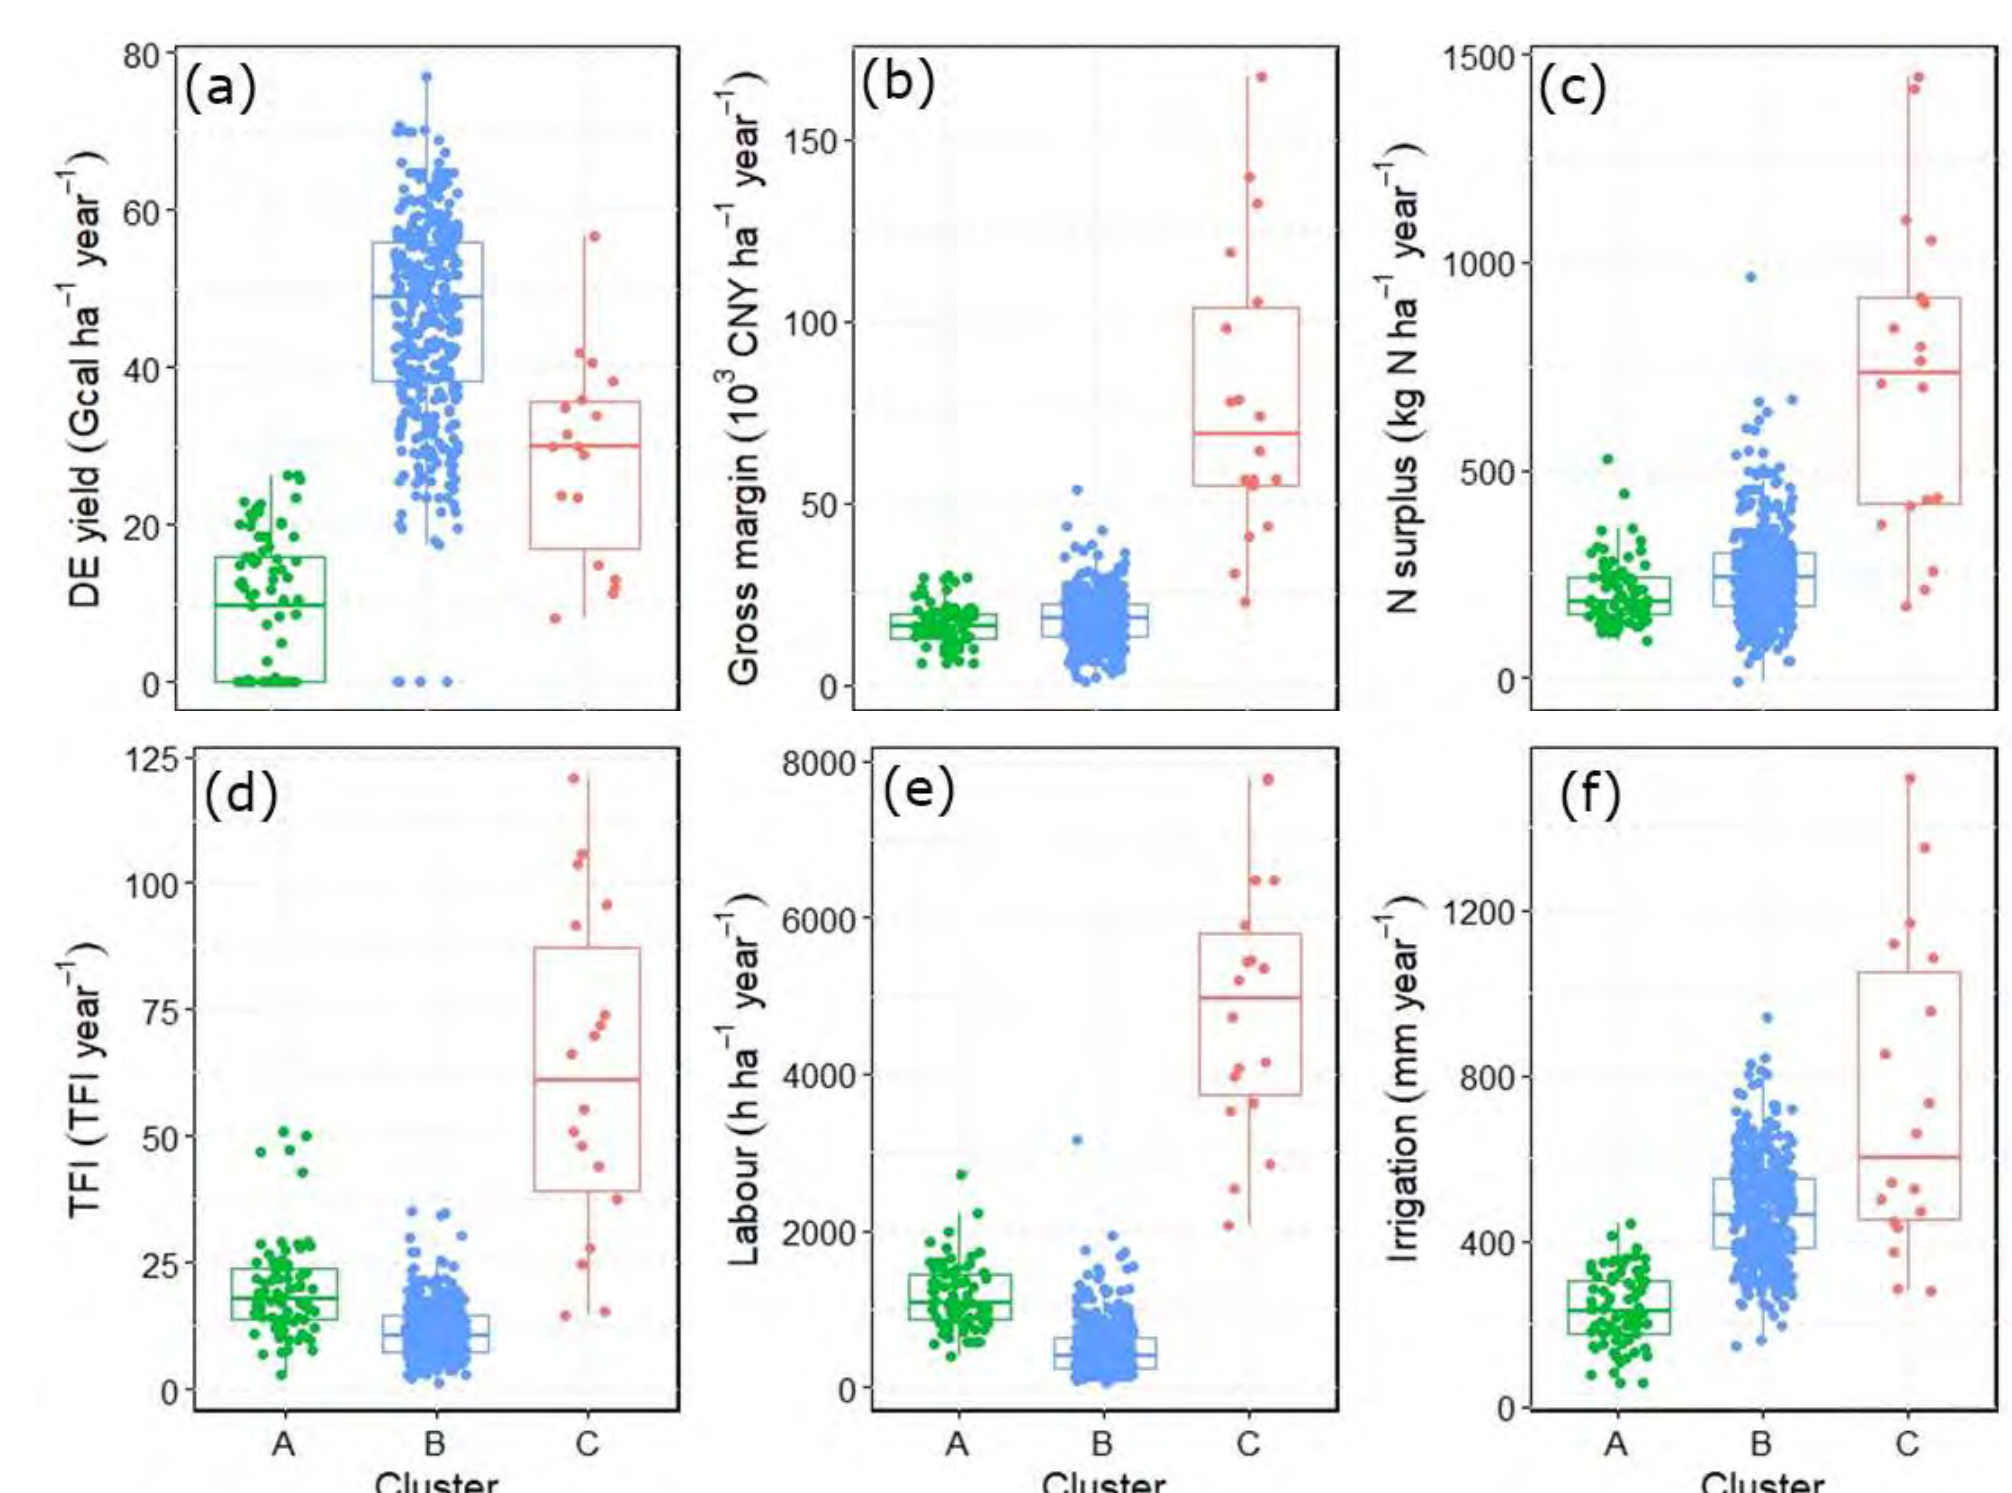 (a)
DE yield (Gcal ha⁻¹ year⁻¹)
80
60
40
20
0
(b)
Gross margin (10³ CNY ha⁻¹ year⁻¹)
150
100
50
0
(c)
N surplus (kg N ha⁻¹ year⁻¹)
1500
1000
500
0
(d)
TFI (TFI year⁻¹)
125
100
75
50
25
0
A B C
Cluster
(e)
Labour (h ha⁻¹ year⁻¹)
8000
6000
4000
2000
0
A B C
Cluster
(f)
Irrigation (mm year⁻¹)
1200
800
400
0
A B C
Cluster